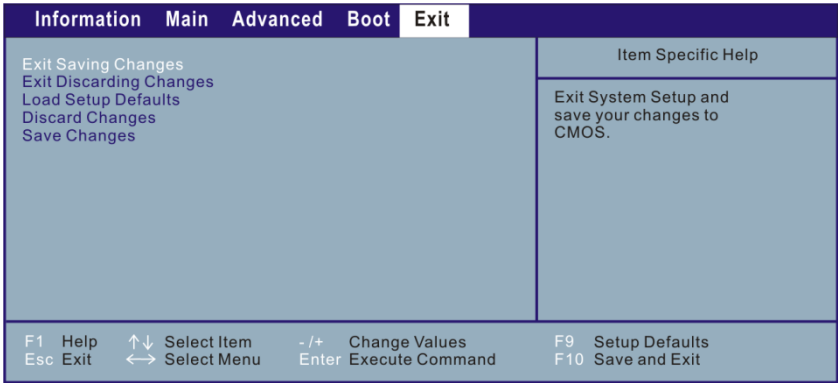 Information Main Advanced Boot Exit
Exit Saving Changes
Exit Discarding Changes
Load Setup Defaults
Discard Changes
Save Changes
Item Specific Help
Exit System Setup and
save your changes to
CMOS.
F1 Help ↑↓ Select Item -/+ Change Values F9 Setup Defaults
Esc Exit ←→ Select Menu Enter Execute Command F10 Save and Exit